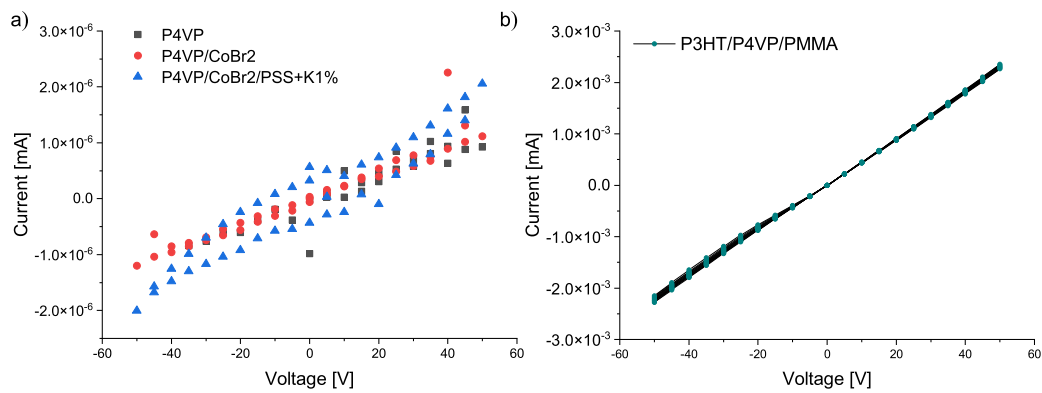 a)
3.0×10-6
2.0×10-6
1.0×10-6
0.0
-1.0×10-6
-2.0×10-6
Current [mA]
P4VP
P4VP/CoBr2
P4VP/CoBr2/PSS+K1%
-60 -40 -20 0 20 40 60
Voltage [V]
b)
3.0×10-3
2.0×10-3
1.0×10-3
0.0
-1.0×10-3
-2.0×10-3
-3.0×10-3
Current [mA]
P3HT/P4VP/PMMA
-60 -40 -20 0 20 40 60
Voltage [V]